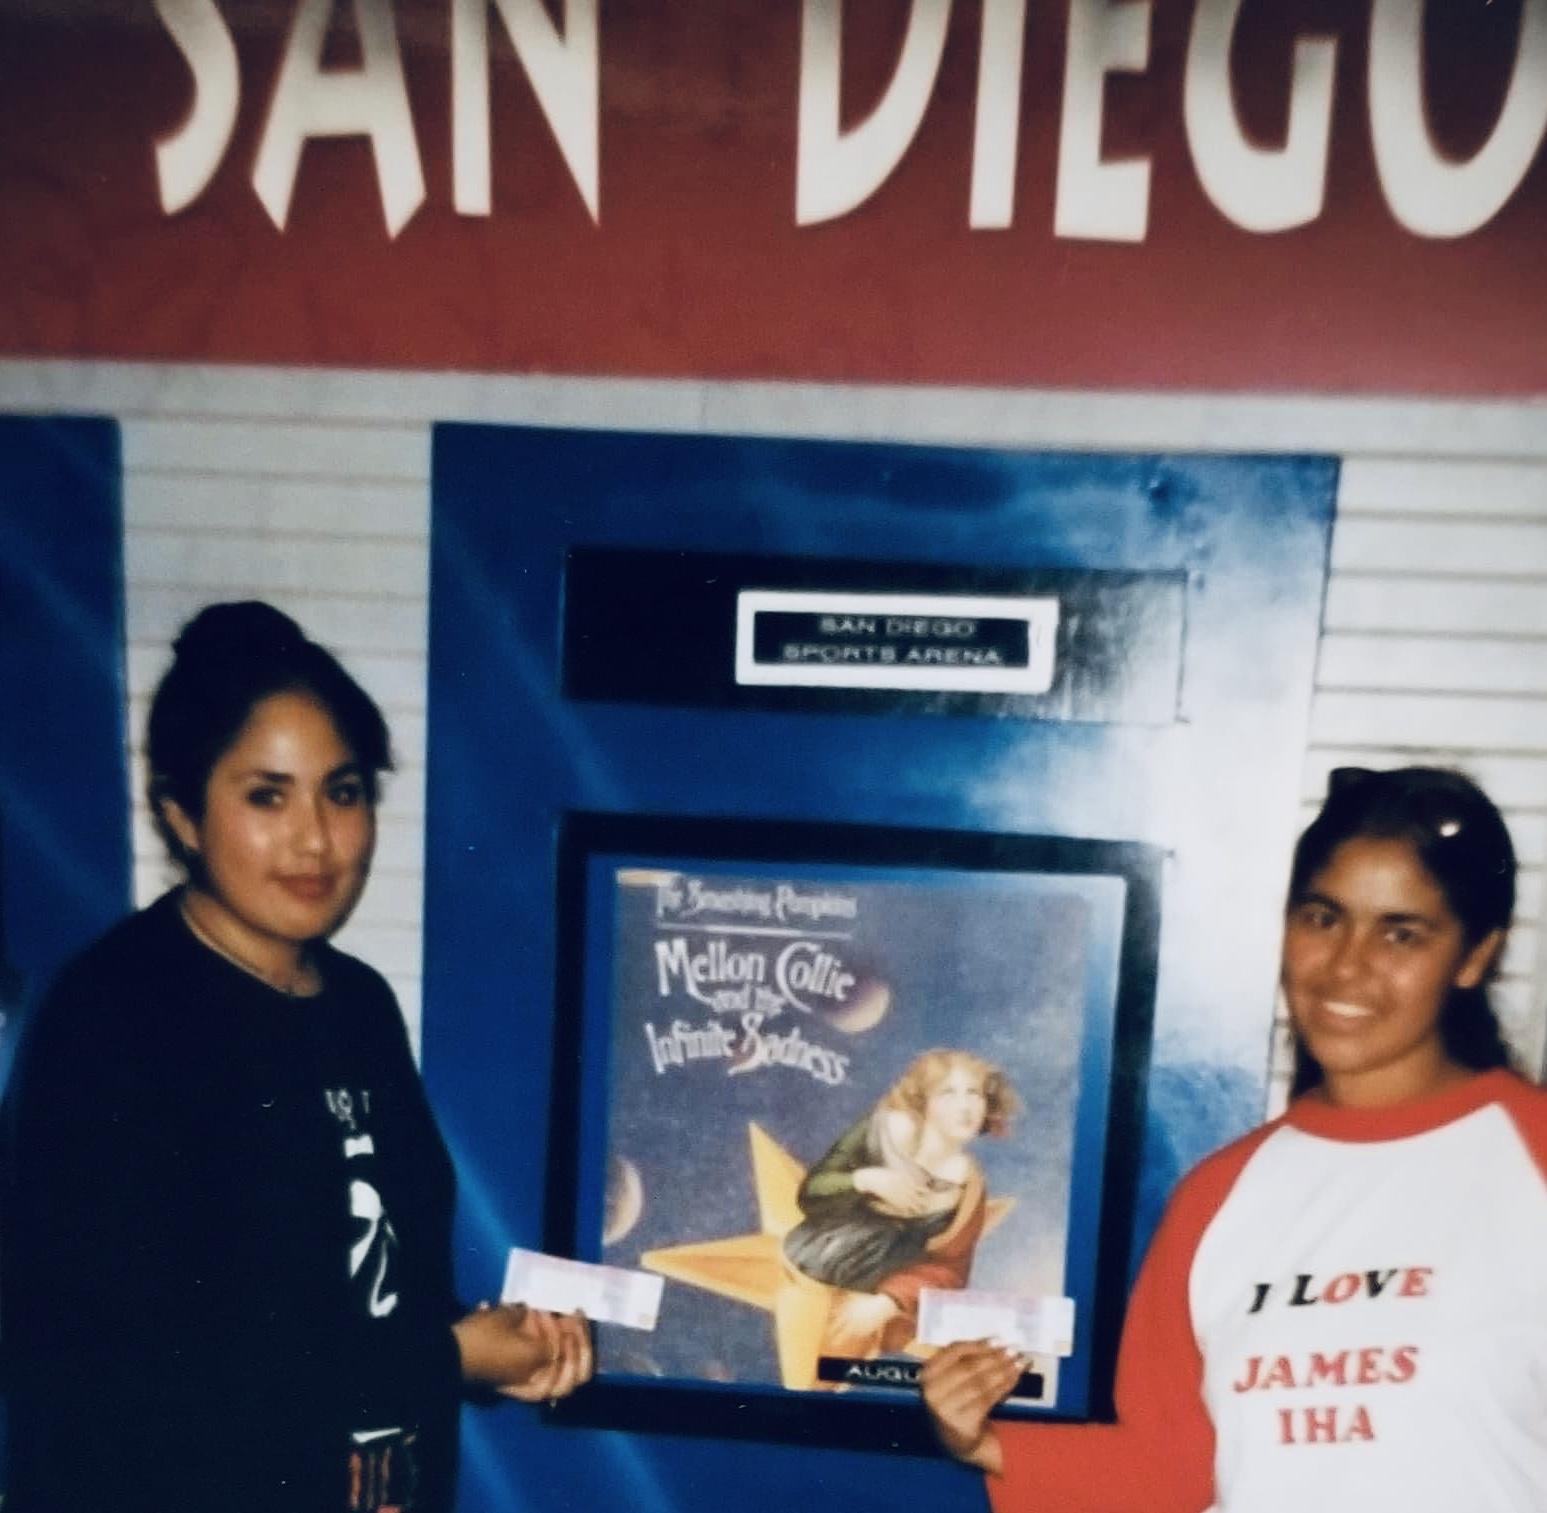 SAN DIEGO
SAN DIEGO
SPORTS ARENA
The Smashing Pumpkins
Mellon Collie
and the
Infinite Sadness
AUGU
I LOVE
JAMES
IHA